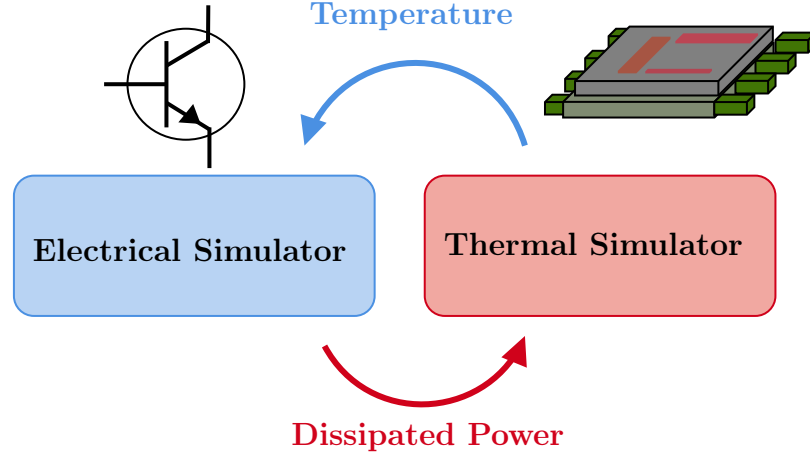 Temperature
Electrical Simulator
Thermal Simulator
Dissipated Power